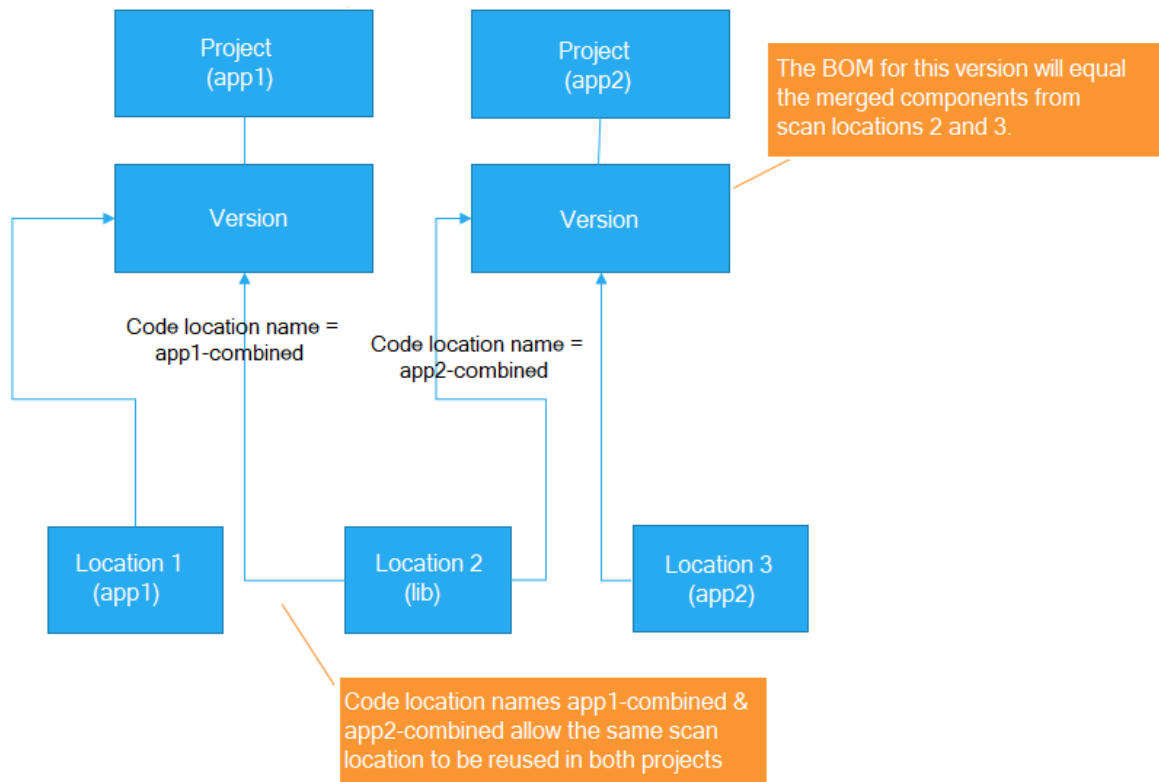 Project
(app1)
Project
(app2)
The BOM for this version will equal
the merged components from
scan locations 2 and 3.
Version
Version
Code location name =
app1-combined
Code location name =
app2-combined
Location 1
(app1)
Location 2
(lib)
Location 3
(app2)
Code location names app1-combined &
app2-combined allow the same scan
location to be reused in both projects